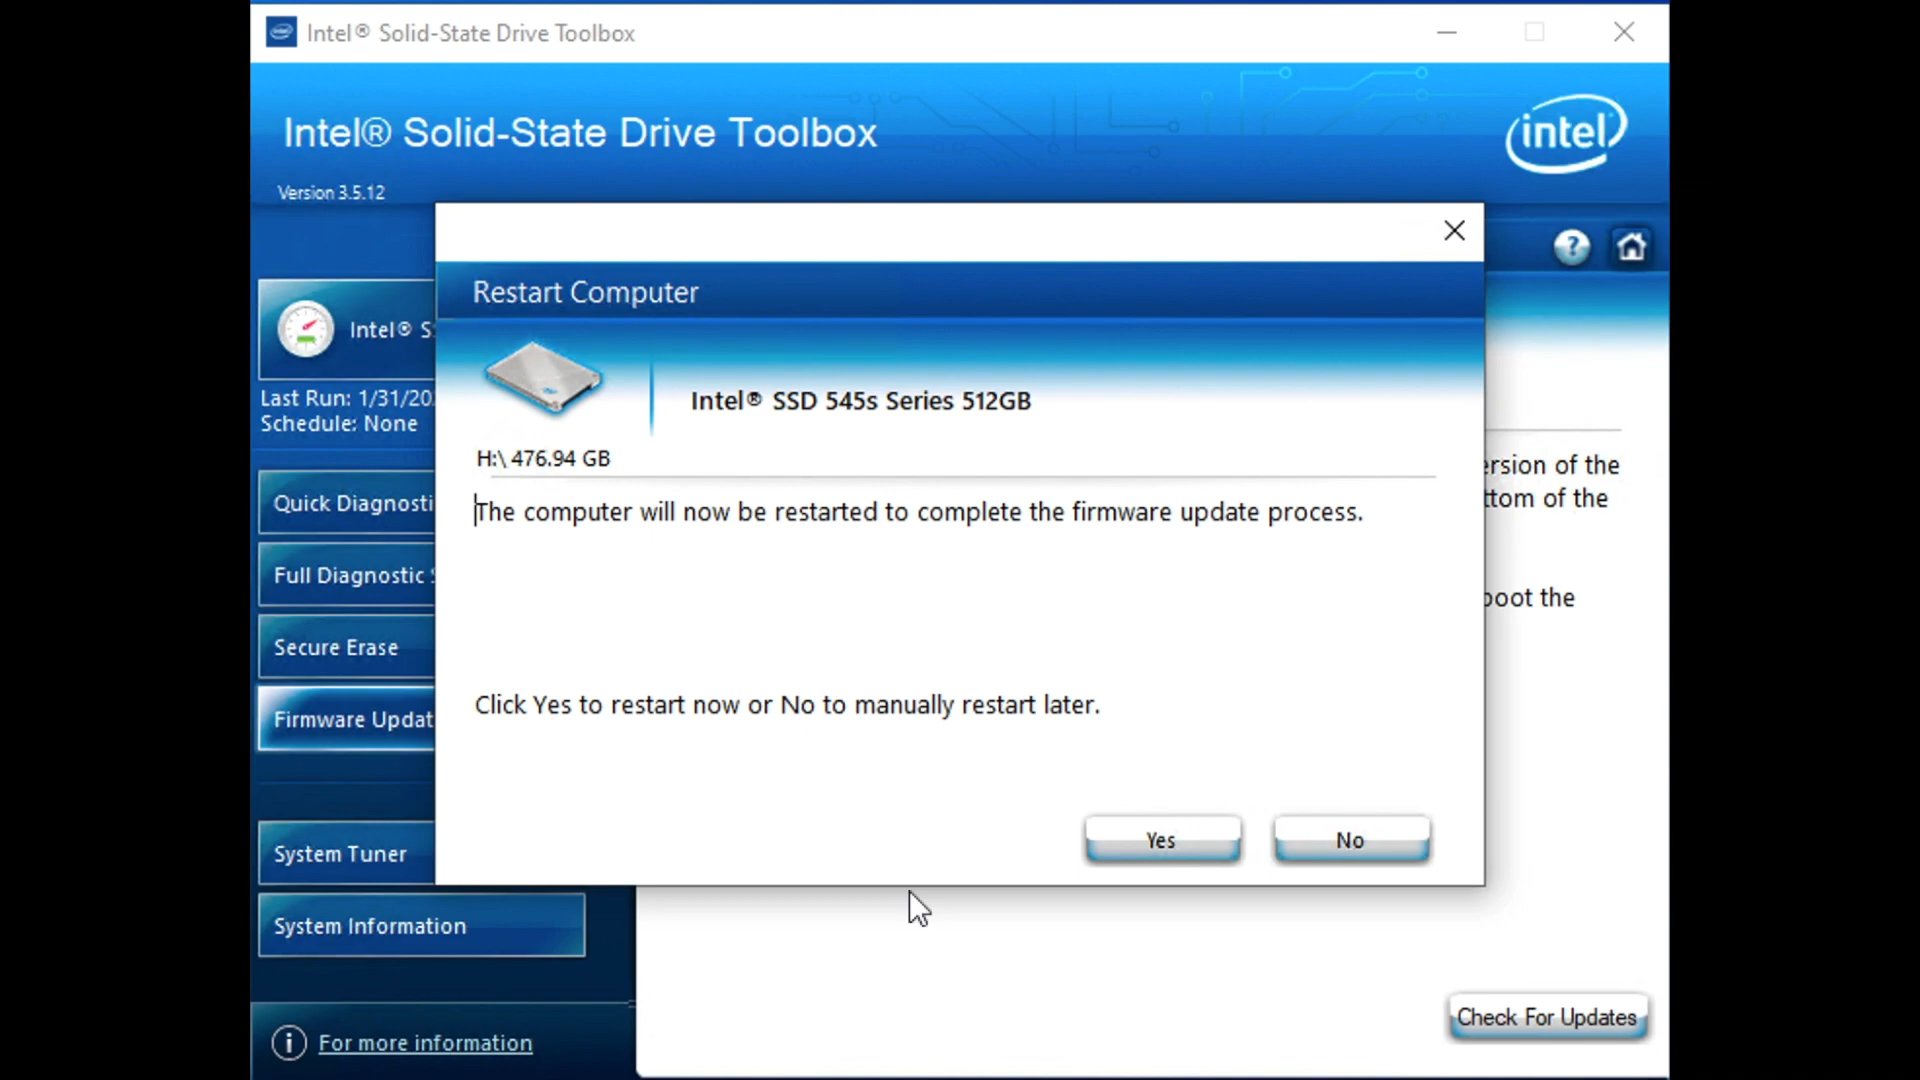 Intel® Solid-State Drive Toolbox
Intel® Solid-State Drive Toolbox
intel
Version 3.5.12
?
Restart Computer
Intel® S
Intel® SSD 545s Series 512GB
Last Run: 1/31/20
Schedule: None
H:\ 476.94 GB
ersion of the
ttom of the
Quick Diagnosti
The computer will now be restarted to complete the firmware update process.
Full Diagnostic S
boot the
Secure Erase
Click Yes to restart now or No to manually restart later.
Firmware Updat
Yes
No
System Tuner
System Information
Check For Updates
For more information